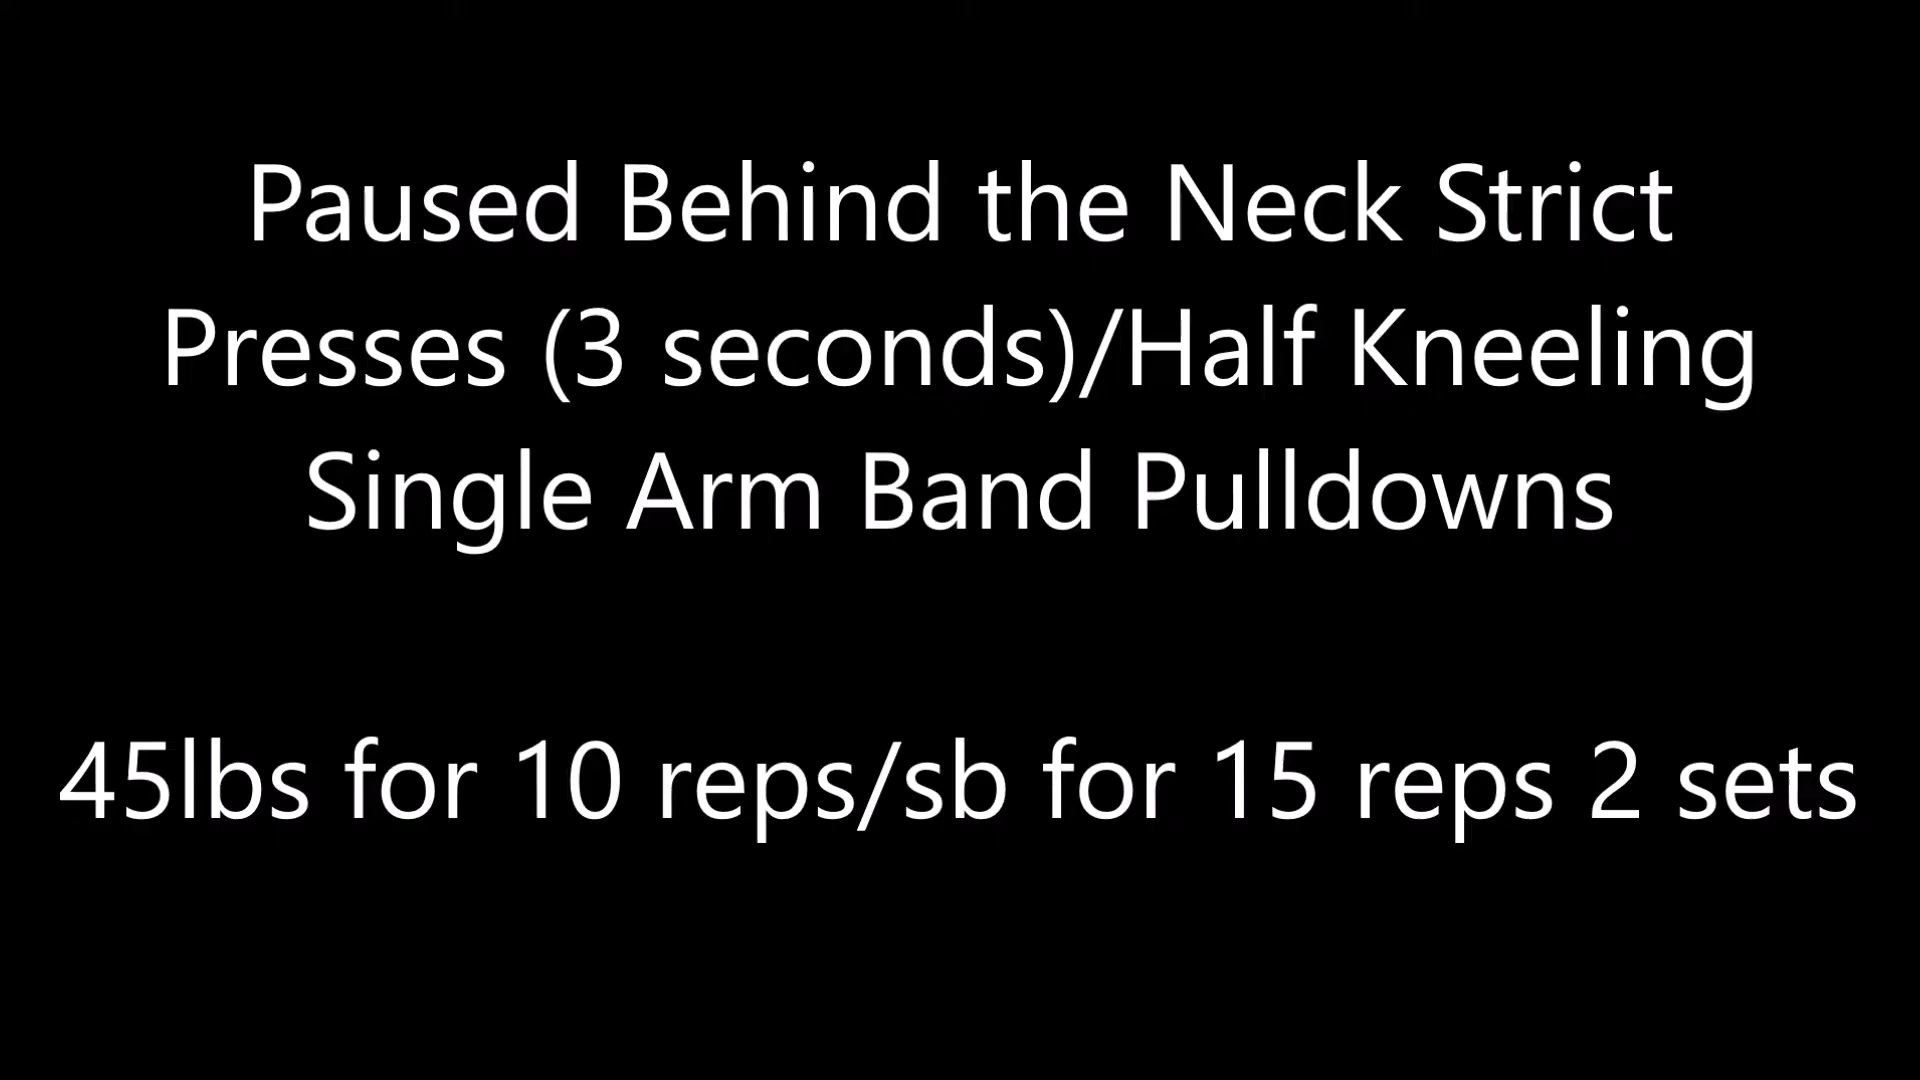 Paused Behind the Neck Strict
Presses (3 seconds)/Half Kneeling
Single Arm Band Pulldowns
45lbs for 10 reps/sb for 15 reps 2 sets